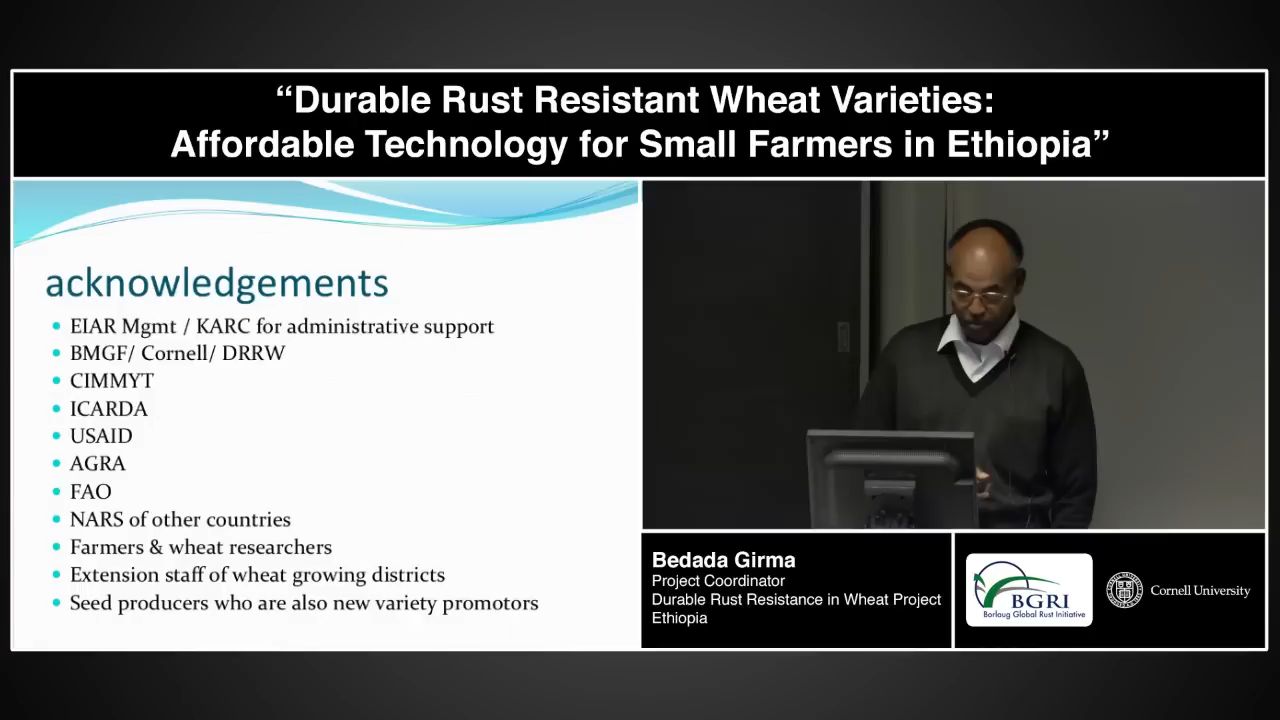 “Durable Rust Resistant Wheat Varieties:
Affordable Technology for Small Farmers in Ethiopia”
acknowledgements
• EIAR Mgmt / KARC for administrative support
• BMGF/ Cornell/ DRRW
• CIMMYT
• ICARDA
• USAID
• AGRA
• FAO
• NARS of other countries
• Farmers & wheat researchers
• Extension staff of wheat growing districts
• Seed producers who are also new variety promotors
Bedada Girma
Project Coordinator
Durable Rust Resistance in Wheat Project
Ethiopia
BGRI
Borloug Global Rust Initiative
Cornell University